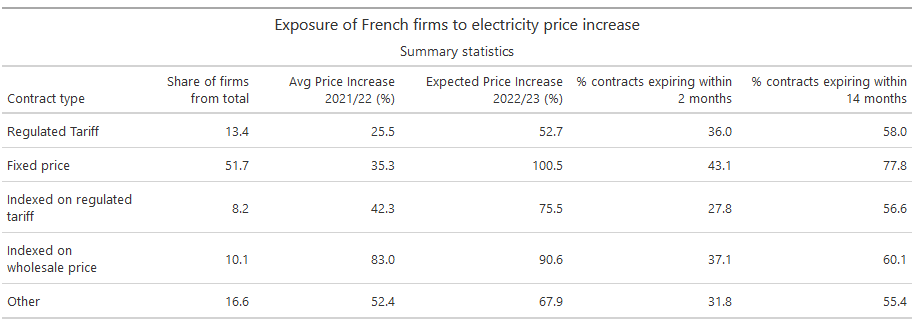 Exposure of French firms to electricity price increase
Summary statistics
Contract type Share of firms from total Avg Price Increase 2021/22 (%) Expected Price Increase 2022/23 (%) % contracts expiring within 2 months % contracts expiring within 14 months
Regulated Tariff 13.4 25.5 52.7 36.0 58.0
Fixed price 51.7 35.3 100.5 43.1 77.8
Indexed on regulated tariff 8.2 42.3 75.5 27.8 56.6
Indexed on wholesale price 10.1 83.0 90.6 37.1 60.1
Other 16.6 52.4 67.9 31.8 55.4